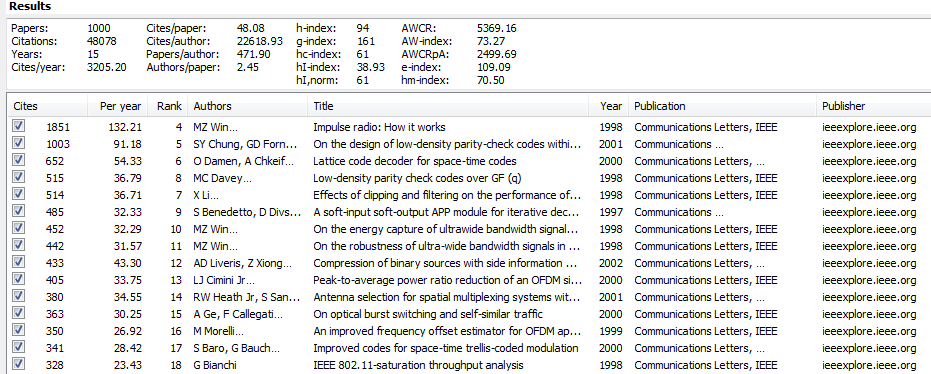 Results
Papers: 1000 Cites/paper: 48.08 h-index: 94 AWCR: 5369.16
Citations: 48078 Cites/author: 22618.93 g-index: 161 AW-index: 73.27
Years: 15 Papers/author: 471.90 hc-index: 61 AWCRpA: 2499.69
Cites/year: 3205.20 Authors/paper: 2.45 hI-index: 38.93 e-index: 109.09
hI,norm: 61 hm-index: 70.50
Cites Per year Rank Authors Title Year Publication Publisher
1851 132.21 4 MZ Win... Impulse radio: How it works 1998 Communications Letters, IEEE ieeexplore.ieee.org
1003 91.18 5 SY Chung, GD Forn... On the design of low-density parity-check codes withi... 2001 Communications ... ieeexplore.ieee.org
652 54.33 6 O Damen, A Chkeif... Lattice code decoder for space-time codes 2000 Communications Letters, ... ieeexplore.ieee.org
515 36.79 8 MC Davey... Low-density parity check codes over GF (q) 1998 Communications Letters, IEEE ieeexplore.ieee.org
514 36.71 7 X Li... Effects of clipping and filtering on the performance of... 1998 Communications Letters, IEEE ieeexplore.ieee.org
485 32.33 9 S Benedetto, D Divs... A soft-input soft-output APP module for iterative dec... 1997 Communications ... ieeexplore.ieee.org
452 32.29 10 MZ Win... On the energy capture of ultrawide bandwidth signal... 1998 Communications Letters, IEEE ieeexplore.ieee.org
442 31.57 11 MZ Win... On the robustness of ultra-wide bandwidth signals in ... 1998 Communications Letters, IEEE ieeexplore.ieee.org
433 43.30 12 AD Liveris, Z Xiong... Compression of binary sources with side information ... 2002 Communications Letters, ... ieeexplore.ieee.org
405 33.75 13 LJ Cimini Jr... Peak-to-average power ratio reduction of an OFDM si... 2000 Communications Letters, IEEE ieeexplore.ieee.org
380 34.55 14 RW Heath Jr, S San... Antenna selection for spatial multiplexing systems wit... 2001 Communications Letters, ... ieeexplore.ieee.org
363 30.25 15 A Ge, F Callegati... On optical burst switching and self-similar traffic 2000 Communications Letters, IEEE ieeexplore.ieee.org
350 26.92 16 M Morelli... An improved frequency offset estimator for OFDM ap... 1999 Communications Letters, IEEE ieeexplore.ieee.org
341 28.42 17 S Baro, G Bauch... Improved codes for space-time trellis-coded modulation 2000 Communications Letters, ... ieeexplore.ieee.org
328 23.43 18 G Bianchi IEEE 802.11-saturation throughput analysis 1998 Communications Letters, IEEE ieeexplore.ieee.org